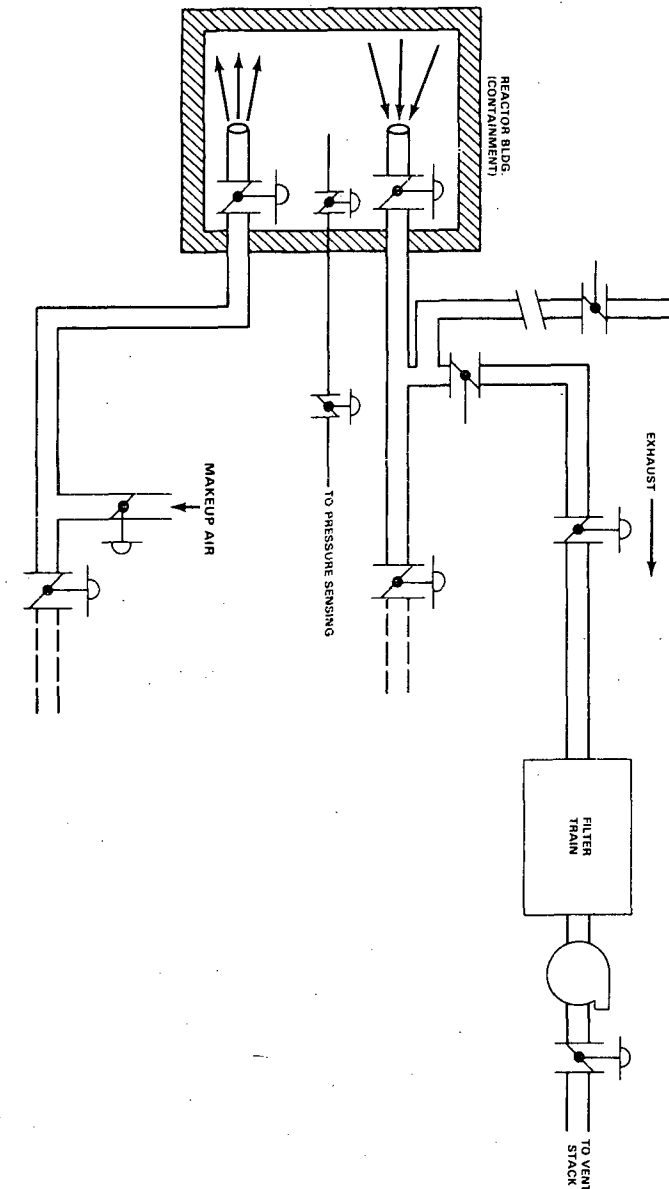 REACTOR BLDG.
(CONTAINMENT)
EXHAUST
MAKEUP AIR
TO PRESSURE SENSING
FILTER
TRAIN
TO VENT
STACK